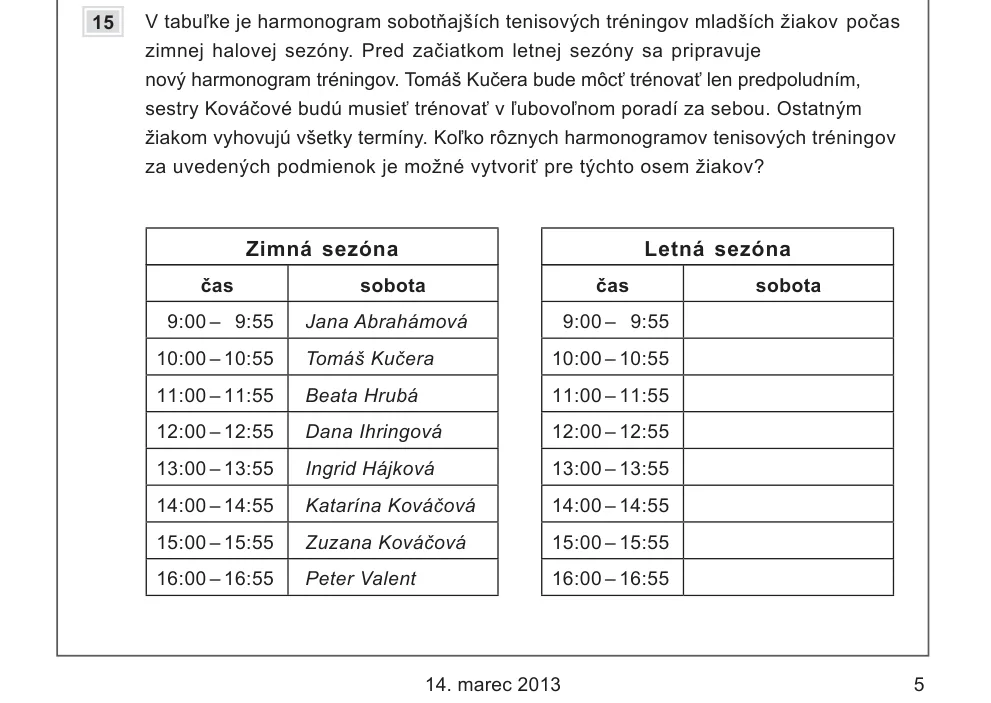 15 V tabuľke je harmonogram sobotňajších tenisových tréningov mladších žiakov počas
zimnej halovej sezóny. Pred začiatkom letnej sezóny sa pripravuje
nový harmonogram tréningov. Tomáš Kučera bude môcť trénovať len predpoludním,
sestry Kováčové budú musieť trénovať v ľubovoľnom poradí za sebou. Ostatným
žiakom vyhovujú všetky termíny. Koľko rôznych harmonogramov tenisových tréningov
za uvedených podmienok je možné vytvoriť pre týchto osem žiakov?
Zimná sezóna
čas sobota
9:00 – 9:55 Jana Abrahámová
10:00 – 10:55 Tomáš Kučera
11:00 – 11:55 Beata Hrubá
12:00 – 12:55 Dana Ihringová
13:00 – 13:55 Ingrid Hájková
14:00 – 14:55 Katarína Kováčová
15:00 – 15:55 Zuzana Kováčová
16:00 – 16:55 Peter Valent
Letná sezóna
čas sobota
9:00 – 9:55
10:00 – 10:55
11:00 – 11:55
12:00 – 12:55
13:00 – 13:55
14:00 – 14:55
15:00 – 15:55
16:00 – 16:55
14. marec 2013 5